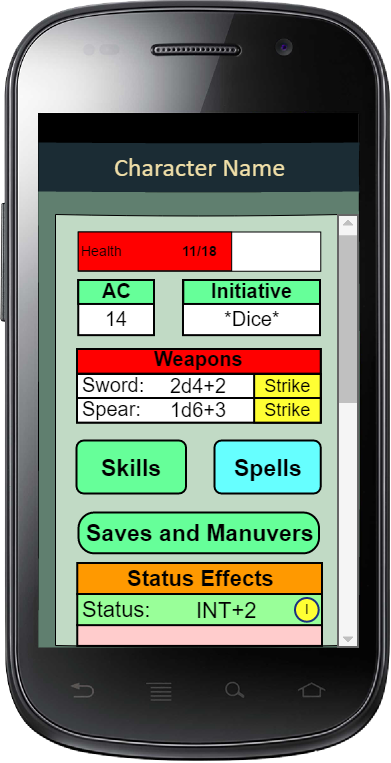 Character Name
Health 11/18
AC Initiative
14 *Dice*
Weapons
Sword: 2d4+2 Strike
Spear: 1d6+3 Strike
Skills Spells
Saves and Manuvers
Status Effects
Status: INT+2 I